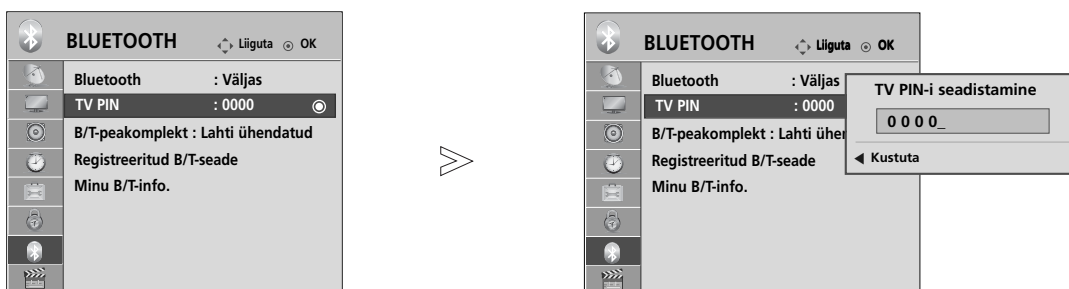 BLUETOOTH Liiguta OK
Bluetooth : Väljas
TV PIN : 0000
B/T-peakomplekt : Lahti ühendatud
Registreeritud B/T-seade
Minu B/T-info.
BLUETOOTH Liiguta OK
Bluetooth : Väljas
TV PIN : 0000
B/T-peakomplekt : Lahti ühe
Registreeritud B/T-seade
Minu B/T-info.
TV PIN-i seadistamine
0 0 0 0_
Kustuta